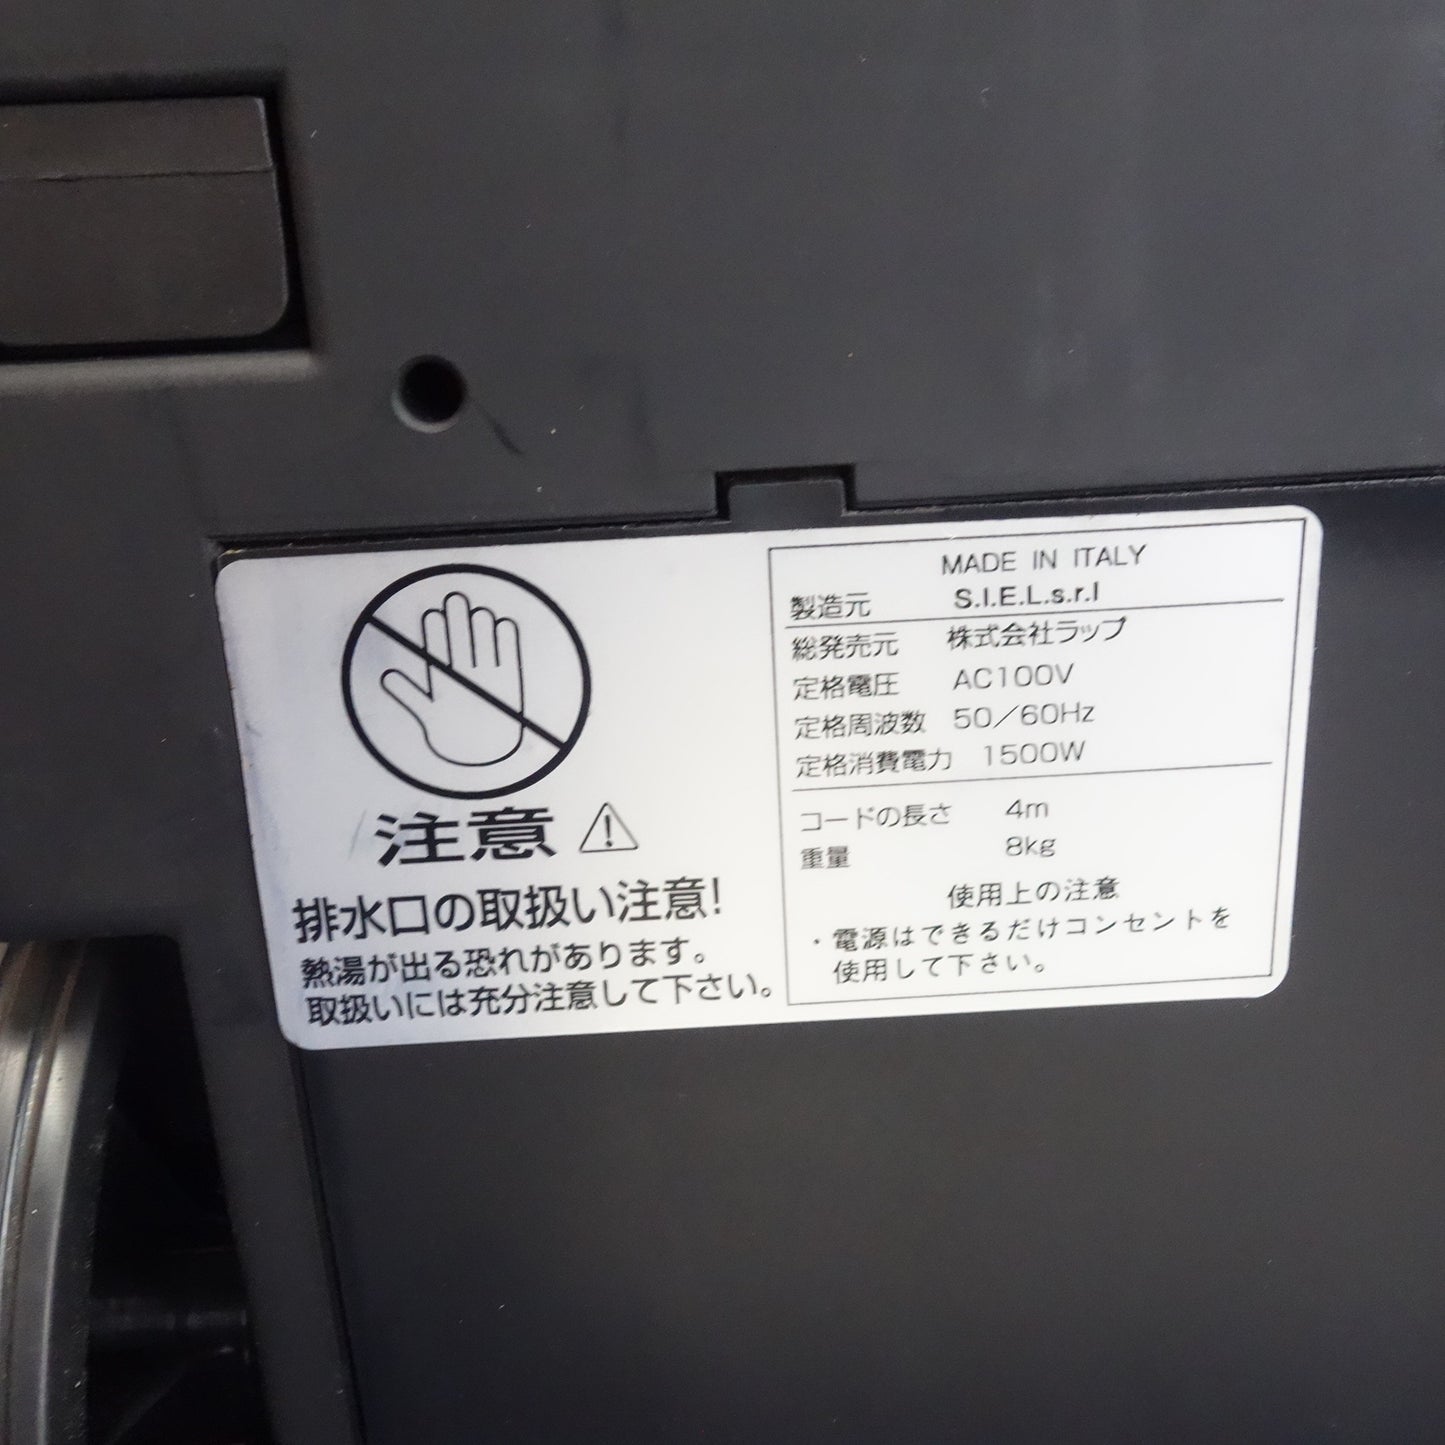 注意
排水口の取扱い注意!
熱湯が出る恐れがあります。
取扱いには充分注意して下さい。
MADE IN ITALY
製造元 S.I.E.L.s.r.l
総発売元 株式会社ラップ
定格電圧 AC100V
定格周波数 50/60Hz
定格消費電力 1500W
コードの長さ 4m
重量 8kg
使用上の注意
・電源はできるだけコンセントを
使用して下さい。